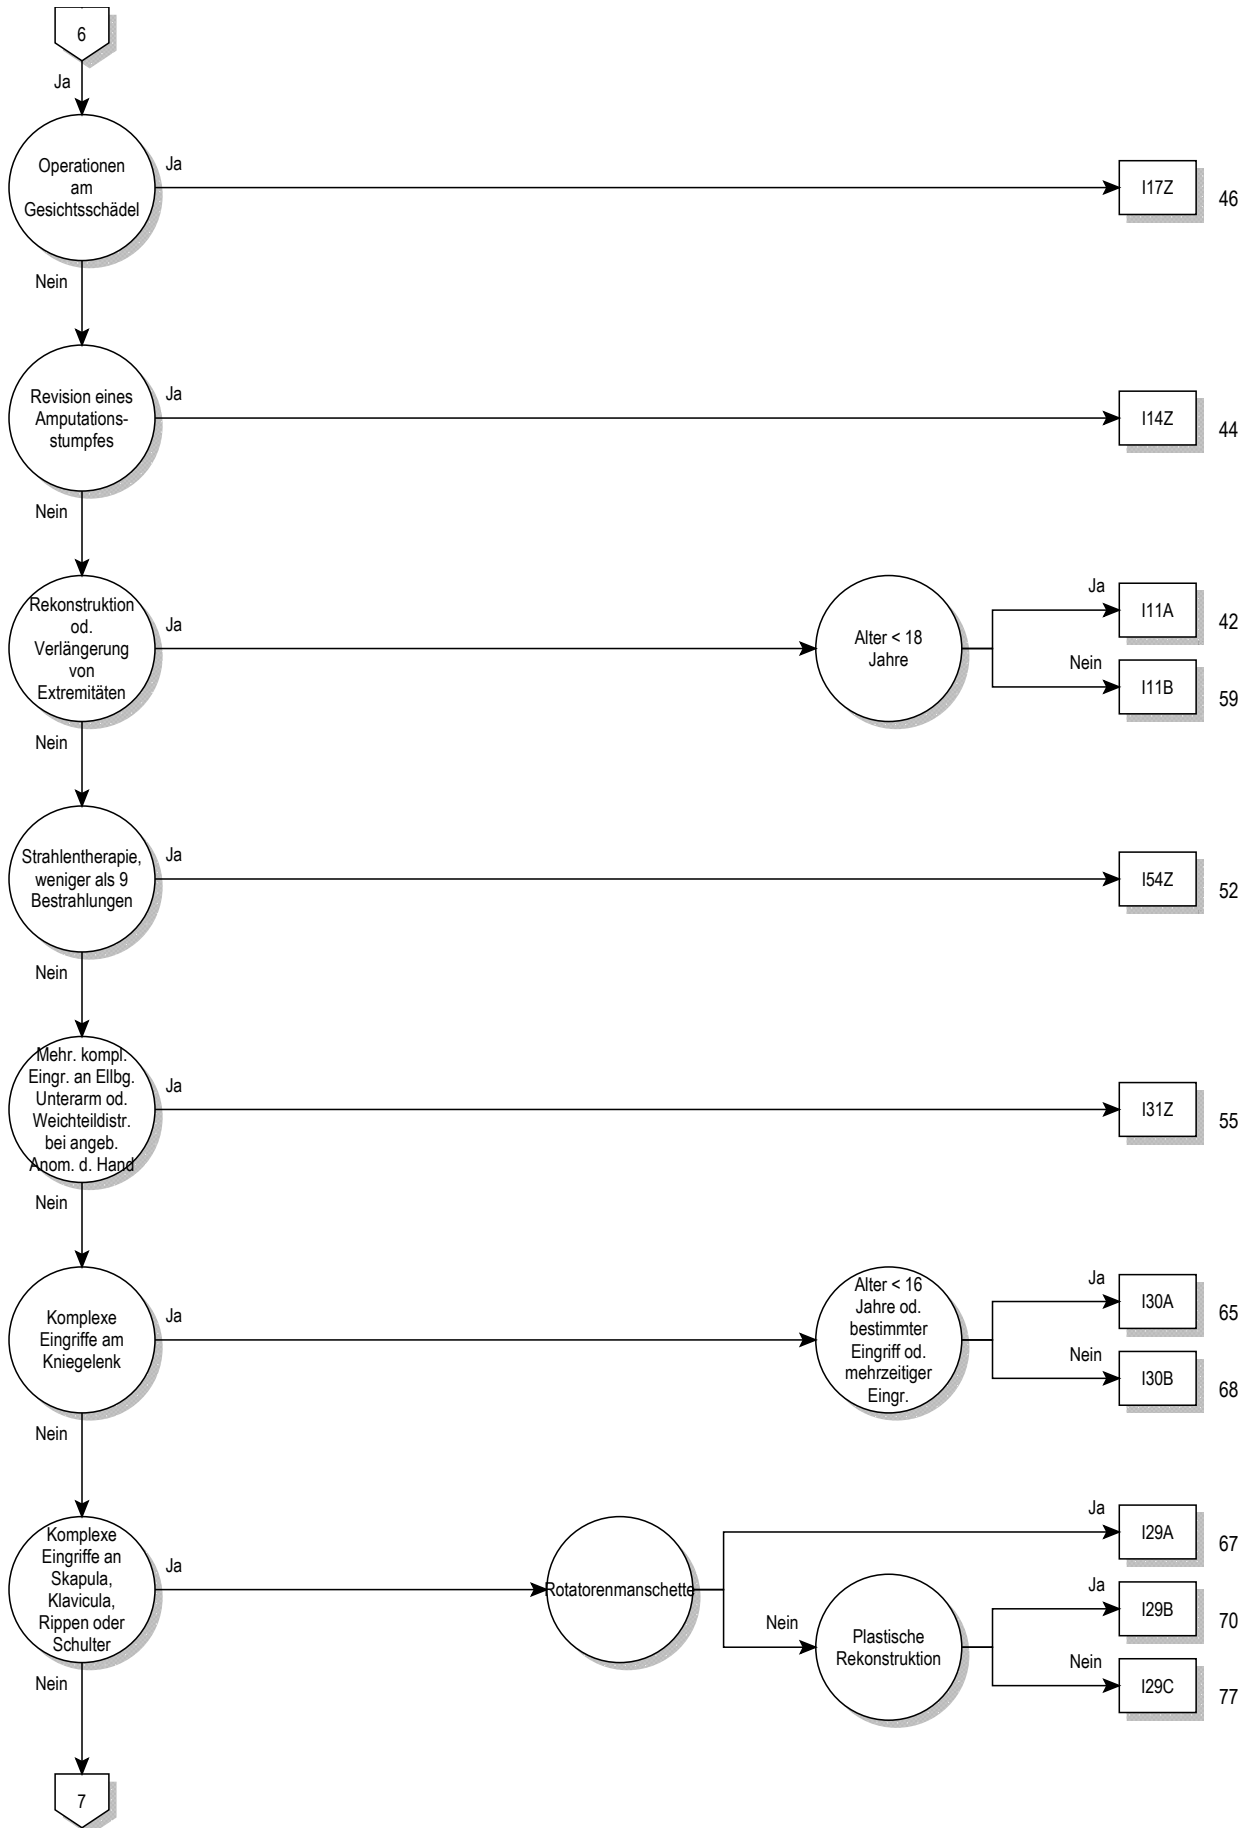 6
Ja
Operationen
am
Gesichtsschädel
Ja
I17Z
46
Nein
Revision eines
Amputations-
stumpfes
Ja
I14Z
44
Nein
Rekonstruktion
od.
Verlängerung
von
Extremitäten
Ja
Alter < 18
Jahre
Ja
I11A
42
Nein
I11B
59
Nein
Strahlentherapie,
weniger als 9
Bestrahlungen
Ja
I54Z
52
Nein
Mehr. kompl.
Eingr. an Ellbg.
Unterarm od.
Weichteildistr.
bei angeb.
Anom. d. Hand
Ja
I31Z
55
Nein
Komplexe
Eingriffe am
Kniegelenk
Ja
Alter < 16
Jahre od.
bestimmter
Eingriff od.
mehrzeitiger
Eingr.
Ja
I30A
65
Nein
I30B
68
Nein
Komplexe
Eingriffe an
Skapula,
Klavicula,
Rippen oder
Schulter
Ja
Rotatorenmanschette
Ja
I29A
67
Nein
Plastische
Rekonstruktion
Ja
I29B
70
Nein
I29C
77
Nein
7